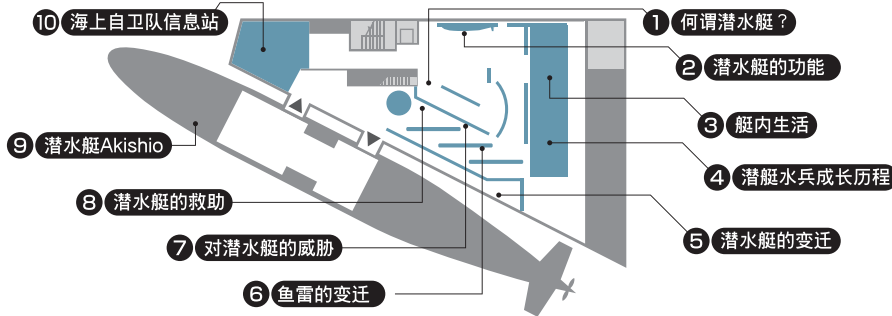 1 何谓潜水艇？
2 潜水艇的功能
3 艇内生活
4 潜艇水兵成长历程
5 潜水艇的变迁
6 鱼雷的变迁
7 对潜水艇的威胁
8 潜水艇的救助
9 潜水艇Akishio
10 海上自卫队信息站